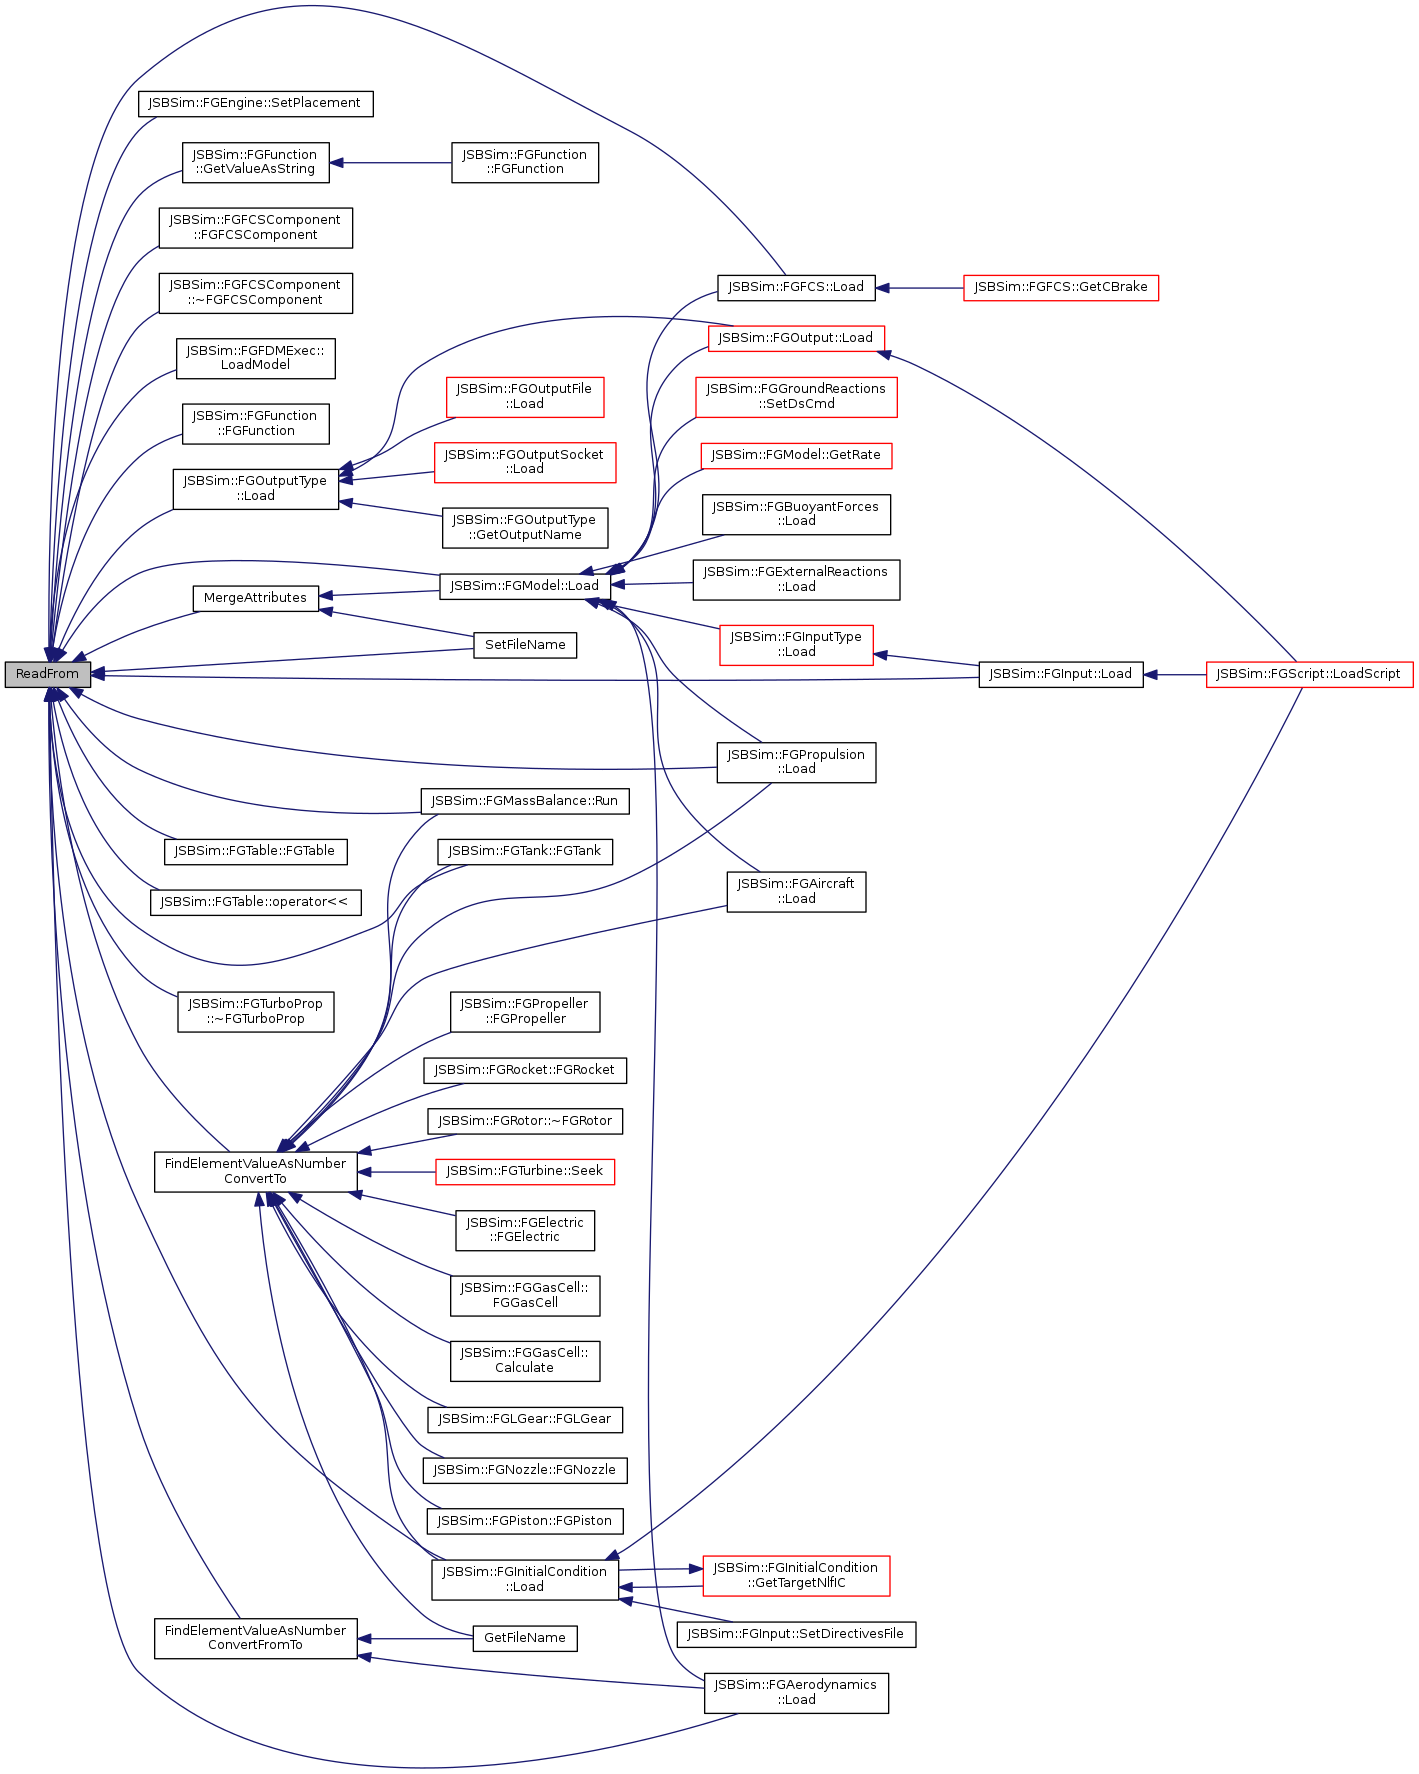 JSBSim::FGEngine::SetPlacement
JSBSim::FGFunction
::GetValueAsString
JSBSim::FGFunction
::FGFunction
JSBSim::FGFCSComponent
::FGFCSComponent
JSBSim::FGFCSComponent
::~FGFCSComponent
JSBSim::FGFCS::Load
JSBSim::FGFCS::GetCBrake
JSBSim::FGFDMExec::
LoadModel
JSBSim::FGOutput::Load
JSBSim::FGFunction
::FGFunction
JSBSim::FGOutputFile
::Load
JSBSim::FGGroundReactions
::SetDsCmd
JSBSim::FGOutputType
::Load
JSBSim::FGOutputSocket
::Load
JSBSim::FGModel::GetRate
JSBSim::FGOutputType
::GetOutputName
JSBSim::FGBuoyantForces
::Load
MergeAttributes
JSBSim::FGModel::Load
JSBSim::FGExternalReactions
::Load
SetFileName
JSBSim::FGInputType
::Load
ReadFrom
JSBSim::FGInput::Load
JSBSim::FGScript::LoadScript
JSBSim::FGPropulsion
::Load
JSBSim::FGMassBalance::Run
JSBSim::FGTable::FGTable
JSBSim::FGTank::FGTank
JSBSim::FGTable::operator<<
JSBSim::FGAircraft
::Load
JSBSim::FGTurboProp
::~FGTurboProp
JSBSim::FGPropeller
::FGPropeller
JSBSim::FGRocket::FGRocket
JSBSim::FGRotor::~FGRotor
FindElementValueAsNumber
ConvertTo
JSBSim::FGTurbine::Seek
JSBSim::FGElectric
::FGElectric
JSBSim::FGGasCell::
FGGasCell
JSBSim::FGGasCell::
Calculate
JSBSim::FGLGear::FGLGear
JSBSim::FGNozzle::FGNozzle
JSBSim::FGPiston::FGPiston
JSBSim::FGInitialCondition
::Load
JSBSim::FGInitialCondition
::GetTargetNlfIC
FindElementValueAsNumber
ConvertFromTo
GetFileName
JSBSim::FGInput::SetDirectivesFile
JSBSim::FGAerodynamics
::Load